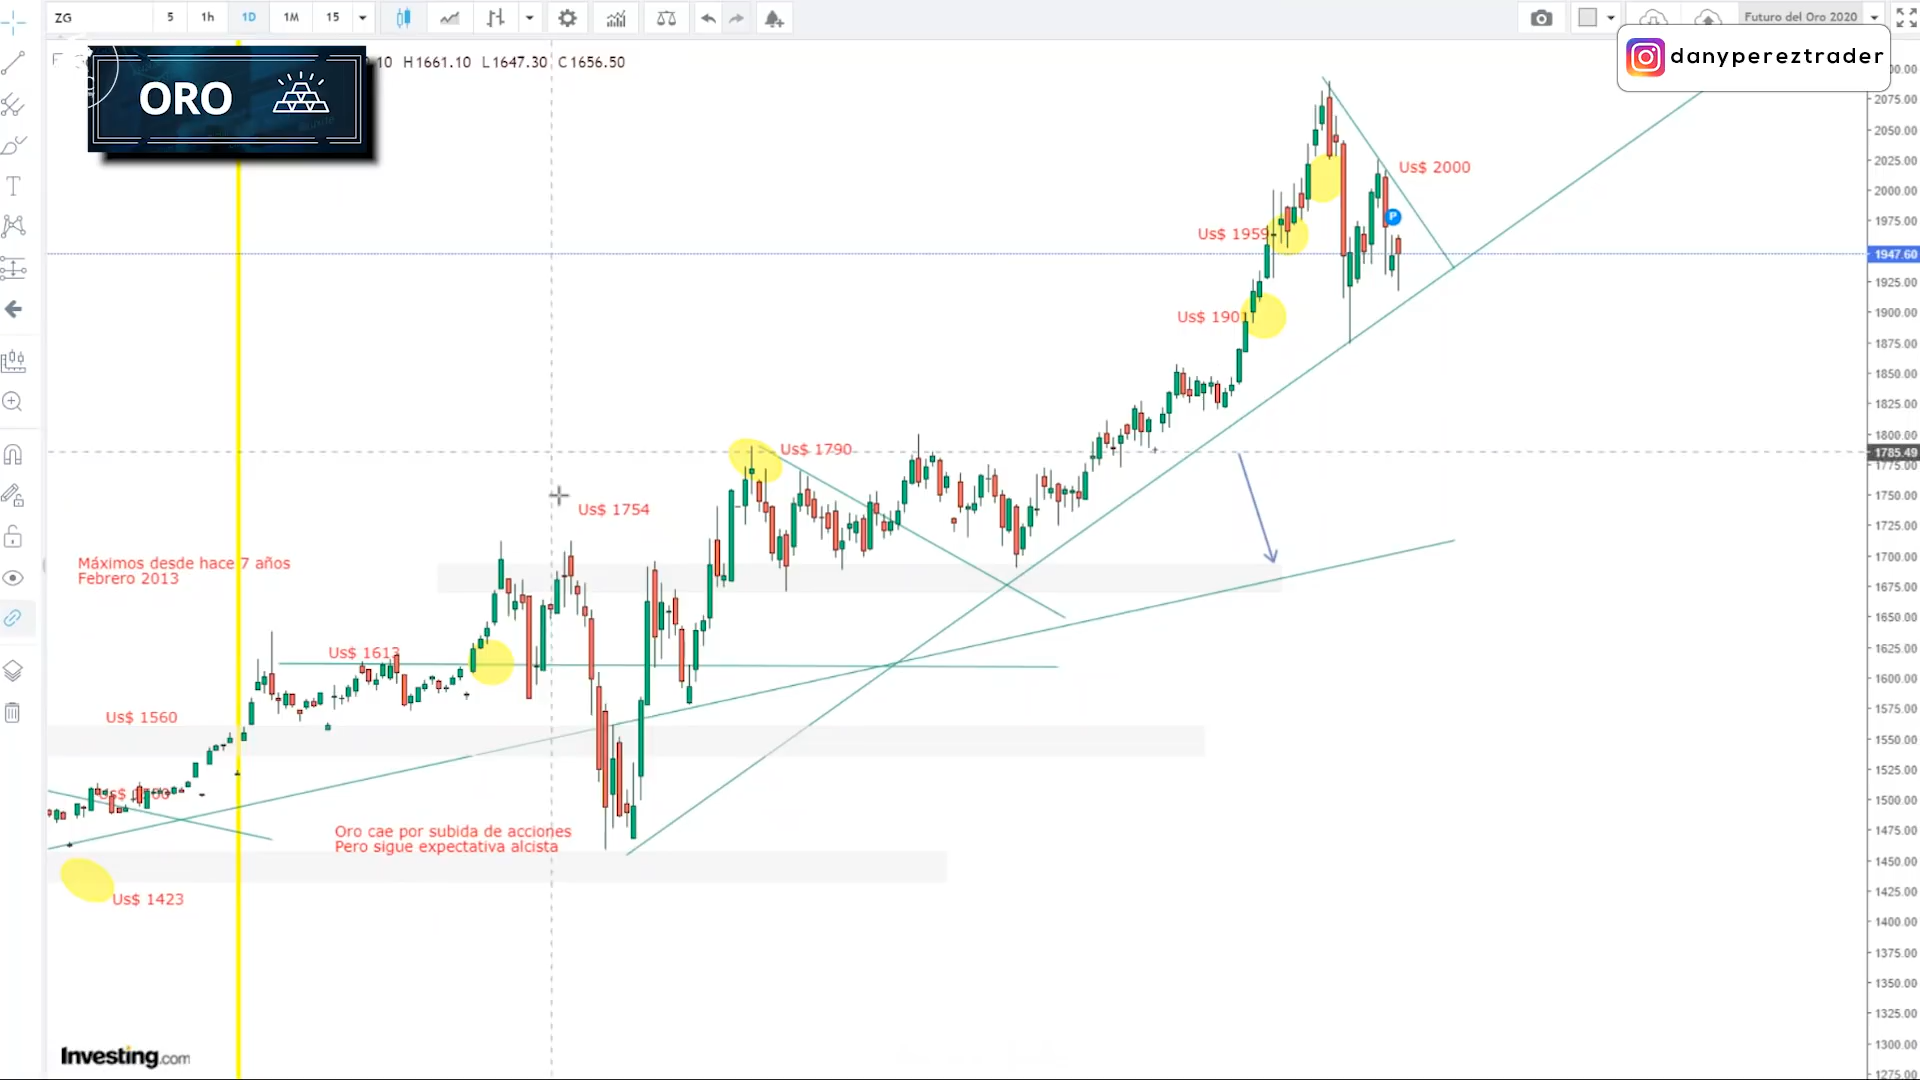 ZG
5
1h
1D
1M
15
Futuro del Oro 2020
danypereztrader
ORO
10 H1661.10 L1647.30 C1656.50
Us$ 2000
Us$ 1959
Us$ 1901
Us$ 1790
Us$ 1754
Máximos desde hace 7 años
Febrero 2013
Us$ 1613
Us$ 1560
Oro cae por subida de acciones
Pero sigue expectativa alcista
Us$ 1423
2075.00
2050.00
2025.00
2000.00
1975.00
1947.60
1925.00
1900.00
1875.00
1850.00
1825.00
1800.00
1785.49
1775.00
1750.00
1725.00
1700.00
1675.00
1650.00
1625.00
1600.00
1575.00
1550.00
1525.00
1500.00
1475.00
1450.00
1425.00
1400.00
1375.00
1350.00
1325.00
1300.00
1275.00
P
Investing.com